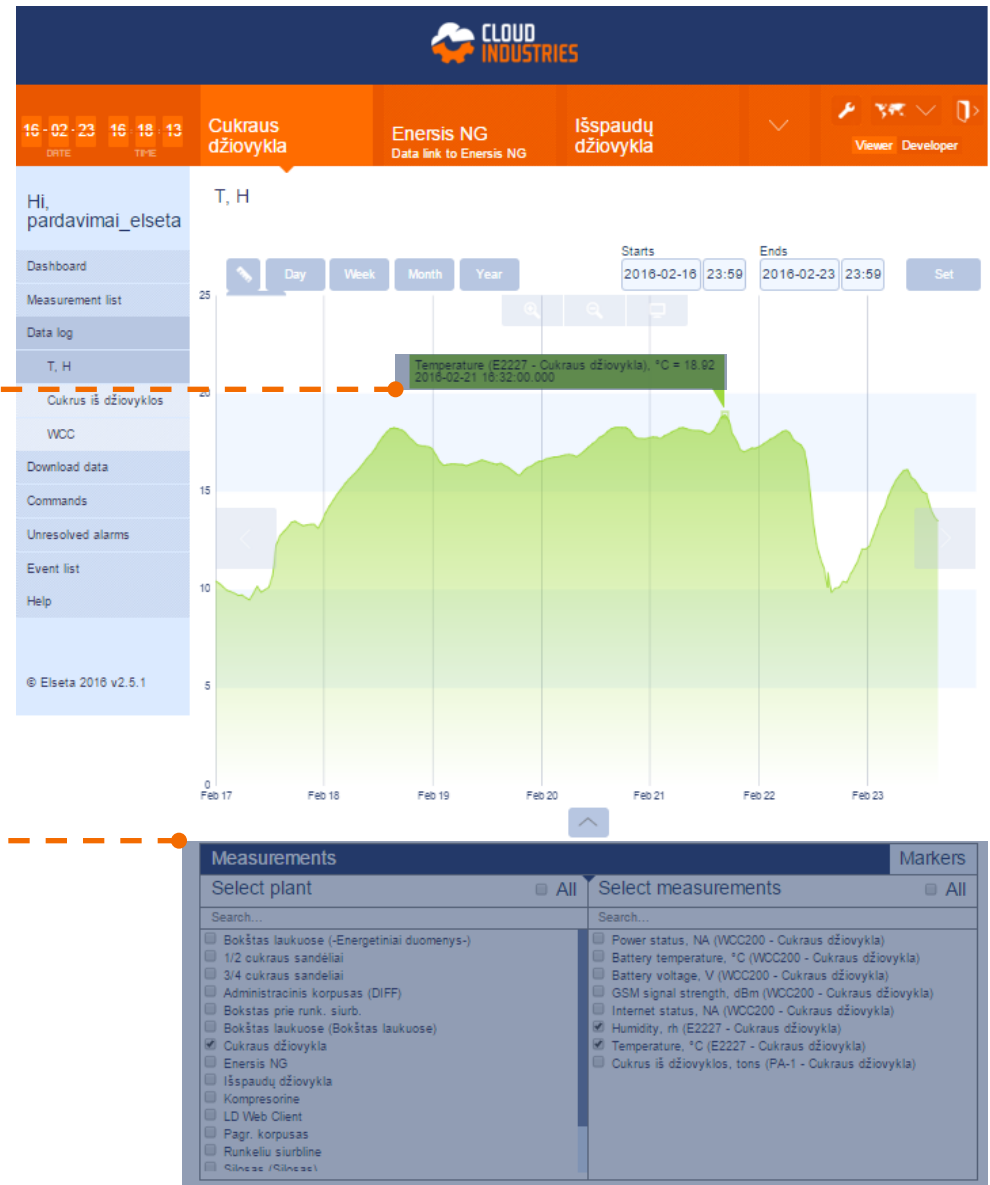 CLOUD
INDUSTRIES
16-02-23 16:18:13
DATE TIME
Cukraus
džiovykla
Enersis NG
Data link to Enersis NG
Išspaudų
džiovykla
Viewer Developer
Hi,
pardavimai_elseta
Dashboard
Measurement list
Data log
T, H
Cukrus iš džiovyklos
WCC
Download data
Commands
Unresolved alarms
Event list
Help
© Elseta 2016 v2.5.1
T, H
Starts Ends
Day Week Month Year 2016-02-16 23:59 2016-02-23 23:59 Set
25
Temperature (E2227 - Cukraus džiovykla), °C = 18.92
2016-02-21 16:32:00.000
20
15
10
5
0
Feb 17 Feb 18 Feb 19 Feb 20 Feb 21 Feb 22 Feb 23
Measurements Markers
Select plant All
Search...
Bokštas laukuose (-Energetiniai duomenys-)
1/2 cukraus sandėliai
3/4 cukraus sandeliai
Administracinis korpusas (DIFF)
Bokstas prie runk. siurb.
Bokštas laukuose (Bokštas laukuose)
Cukraus džiovykla
Enersis NG
Išspaudų džiovykla
Kompresorine
LD Web Client
Pagr. korpusas
Runkeliu siurbline
Silosas (Silosas)
Select measurements All
Search...
Power status, NA (WCC200 - Cukraus džiovykla)
Battery temperature, °C (WCC200 - Cukraus džiovykla)
Battery voltage, V (WCC200 - Cukraus džiovykla)
GSM signal strength, dBm (WCC200 - Cukraus džiovykla)
Internet status, NA (WCC200 - Cukraus džiovykla)
Humidity, rh (E2227 - Cukraus džiovykla)
Temperature, °C (E2227 - Cukraus džiovykla)
Cukrus iš džiovyklos, tons (PA-1 - Cukraus džiovykla)